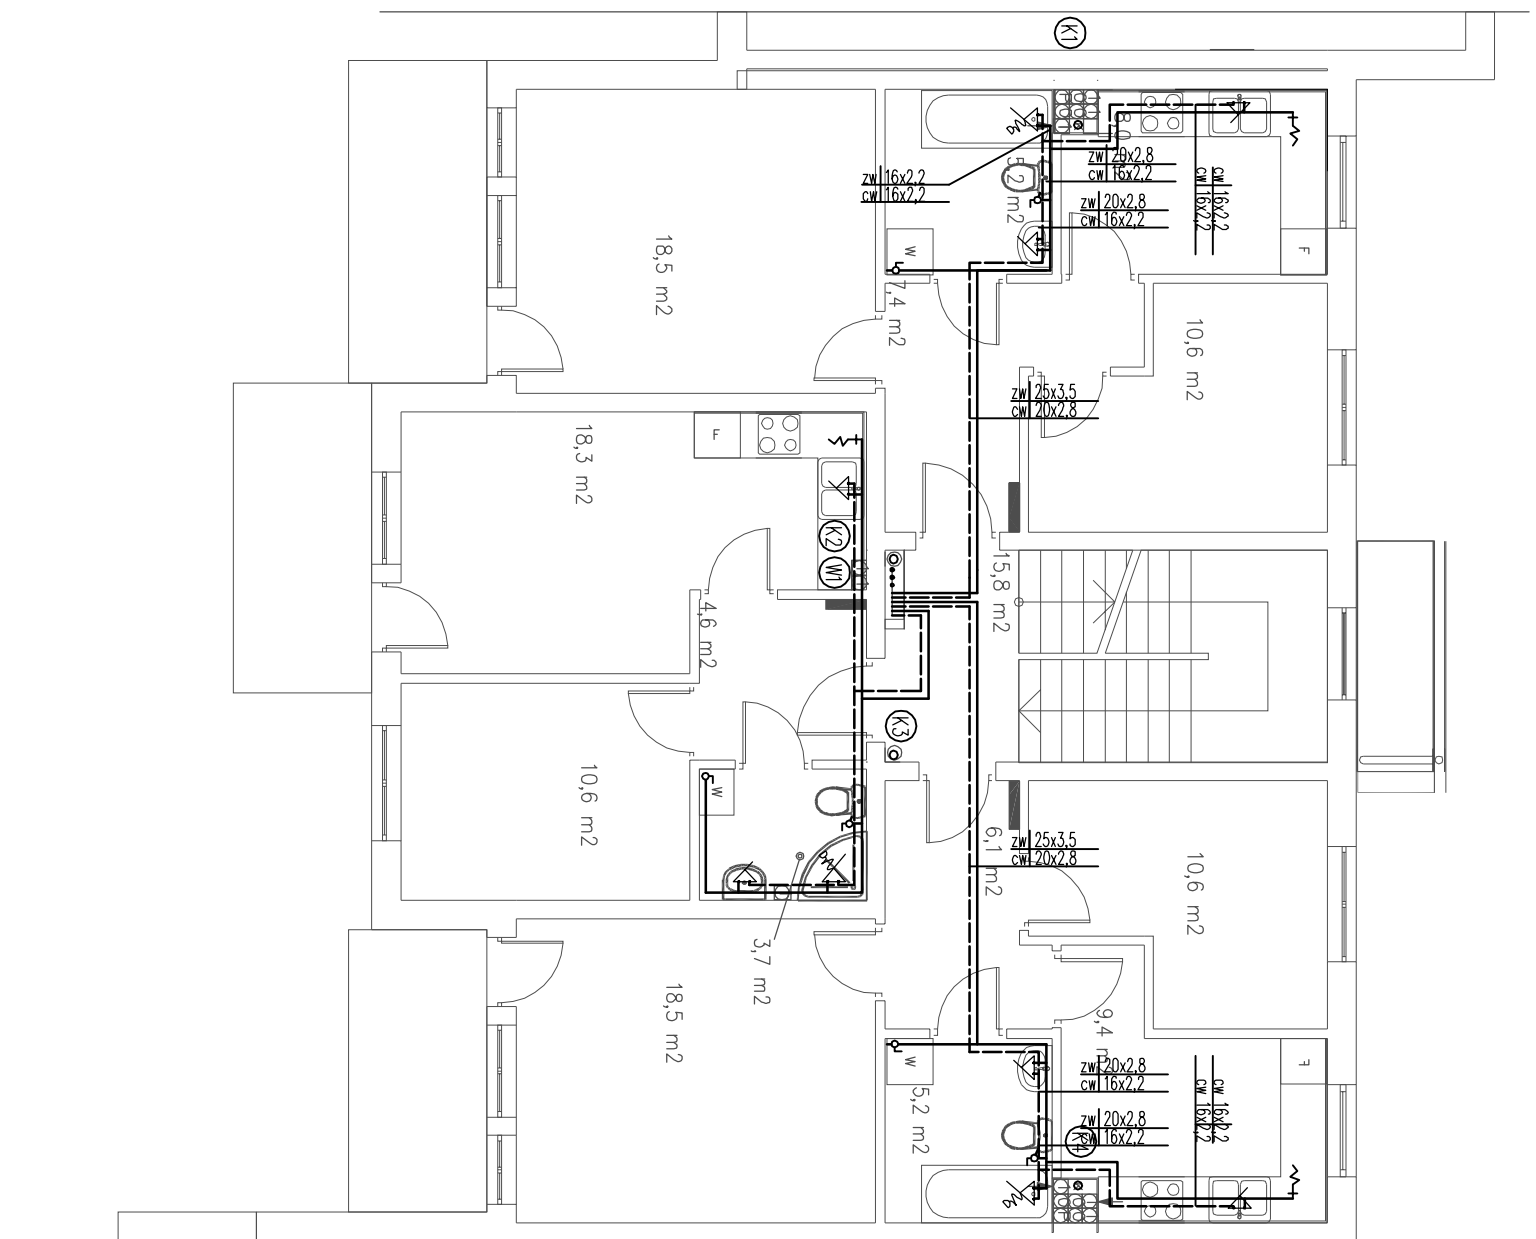 K1
8,0
zw 20x2,8
cw 16x2,2
5,2 m2
zw 16x2,2
cw 16x2,2
cw 16x2,2
cw 16x2,2
zw 20x2,8
cw 16x2,2
W
F
18,5 m2
7,4 m2
10,6 m2
zw 25x3,5
cw 20x2,8
F
18,3 m2
K2
W1
15,8 m2
4,6 m2
K3
10,6 m2
W
6,1 m2
zw 25x3,5
cw 20x2,8
10,6 m2
3,7 m2
18,5 m2
9,4 m2
W
F
zw 20x2,8
cw 16x2,2
5,2 m2
cw 16x2,2
cw 16x2,2
zw 20x2,8
cw 16x2,2
K4